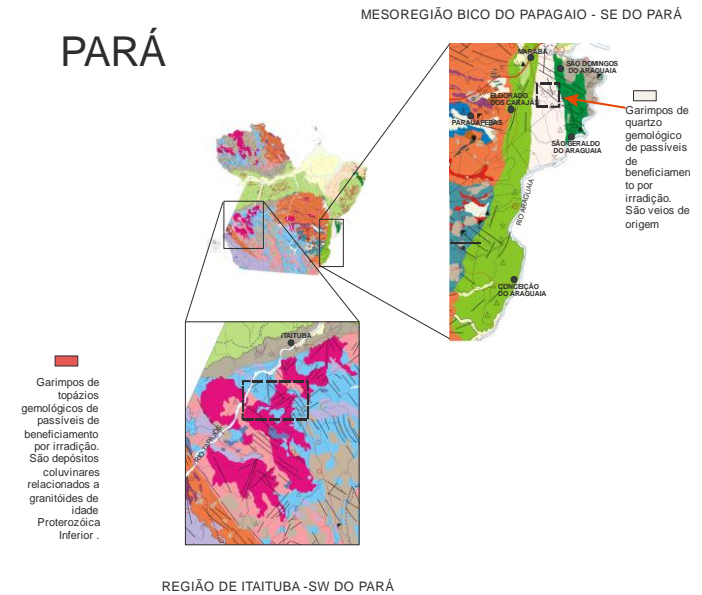 MESOREGIÃO BICO DO PAPAGAIO - SE DO PARÁ
PARÁ
MARABÁ
SÃO DOMINGOS
DO ARAGUAIA
ELDORADO
DOS CARAJÁS
PARAUAPEBAS
SÃO GERALDO
DO ARAGUAIA
RIO ARAGUAIA
CONCEIÇÃO
DO ARAGUAIA
Garimpos de
quartzo
gemológico
de passíveis
de
beneficiamen
to por
irradição.
São veios de
origem
ITAITUBA
RIO TAPAJÓS
Garimpos de
topázios
gemológicos de
passíveis de
beneficiamento
por irradição.
São depósitos
coluvinares
relacionados a
granitóides de
idade
Proterozóica
Inferior .
REGIÃO DE ITAITUBA -SW DO PARÁ